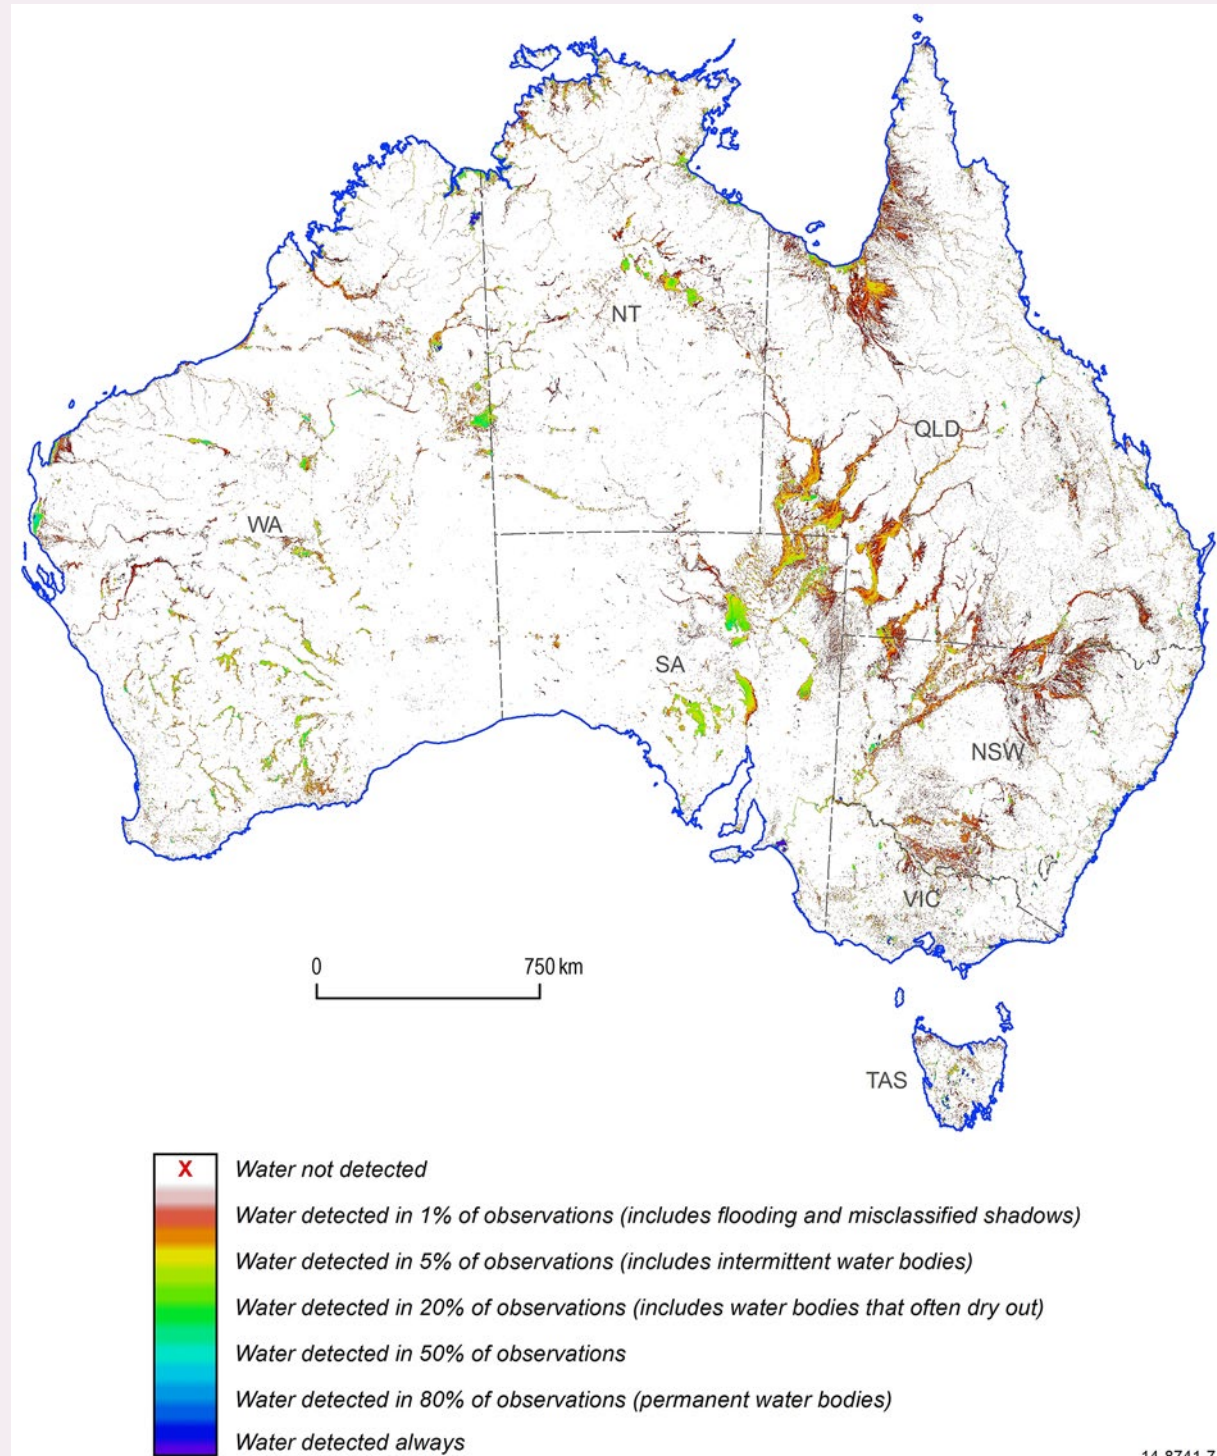 NT
QLD
WA
SA
NSW
VIC
0 750 km
TAS
X Water not detected
Water detected in 1% of observations (includes flooding and misclassified shadows)
Water detected in 5% of observations (includes intermittent water bodies)
Water detected in 20% of observations (includes water bodies that often dry out)
Water detected in 50% of observations
Water detected in 80% of observations (permanent water bodies)
Water detected always